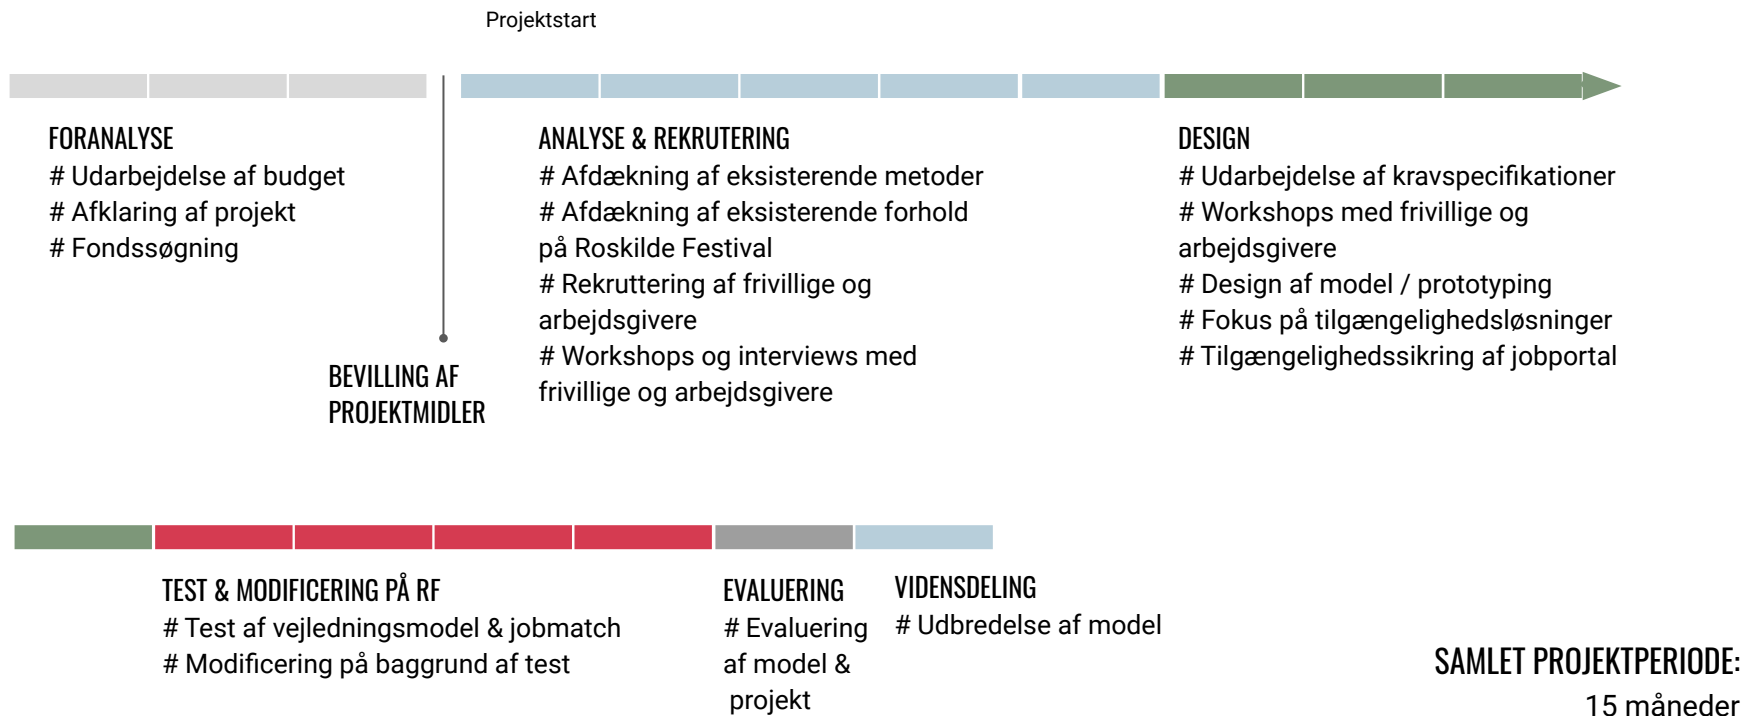 Projektstart
FORANALYSE
# Udarbejdelse af budget
# Afklaring af projekt
# Fondssøgning
BEVILLING AF
PROJEKTMIDLER
ANALYSE & REKRUTERING
# Afdækning af eksisterende metoder
# Afdækning af eksisterende forhold
på Roskilde Festival
# Rekruttering af frivillige og
arbejdsgivere
# Workshops og interviews med
frivillige og arbejdsgivere
DESIGN
# Udarbejdelse af kravspecifikationer
# Workshops med frivillige og
arbejdsgivere
# Design af model / prototyping
# Fokus på tilgængelighedsløsninger
# Tilgængelighedssikring af jobportal
TEST & MODIFICERING PÅ RF
# Test af vejledningsmodel & jobmatch
# Modificering på baggrund af test
EVALUERING
# Evaluering
af model &
projekt
VIDENSDELING
# Udbredelse af model
SAMLET PROJEKTPERIODE:
15 måneder